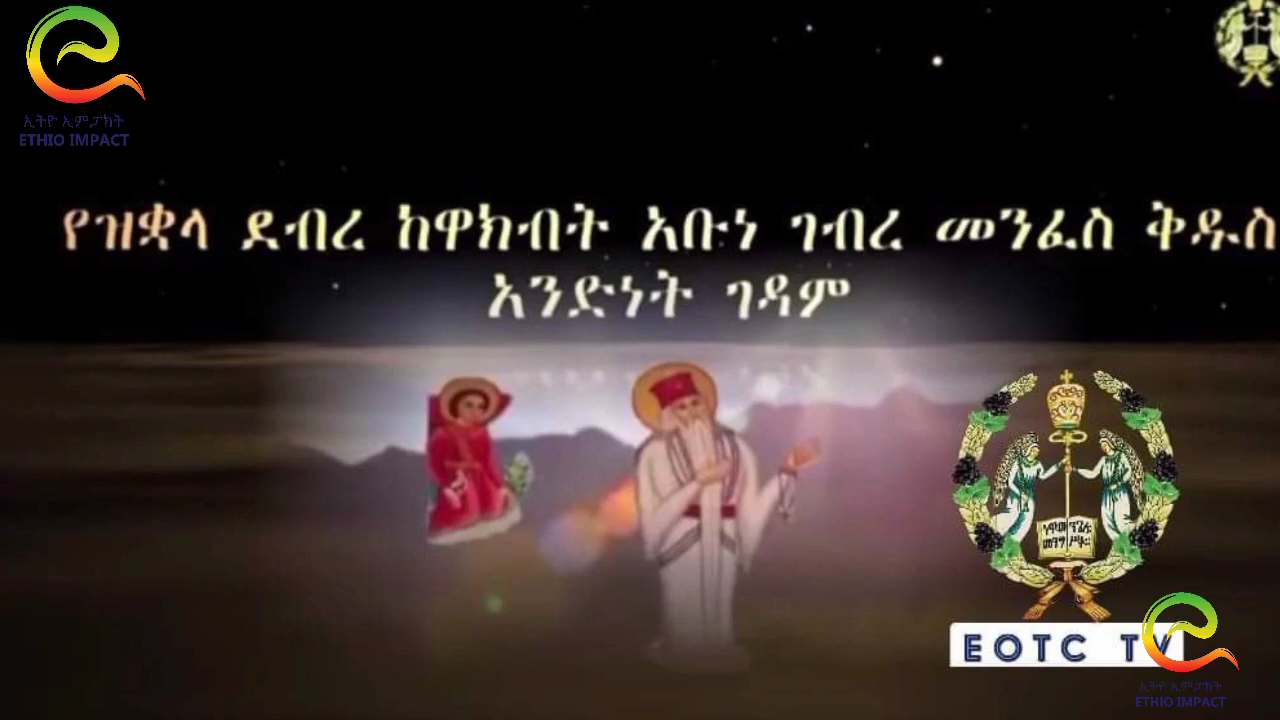 ኢትዮ ኢምፓክት
ETHIO IMPACT
የዝቋላ ደብረ ከዋክብት አቡነ ገብረ መንፈስ ቅዱስ
አንድነት ገዳም
EOTC TV
ኢትዮ ኢምፓክት
ETHIO IMPACT